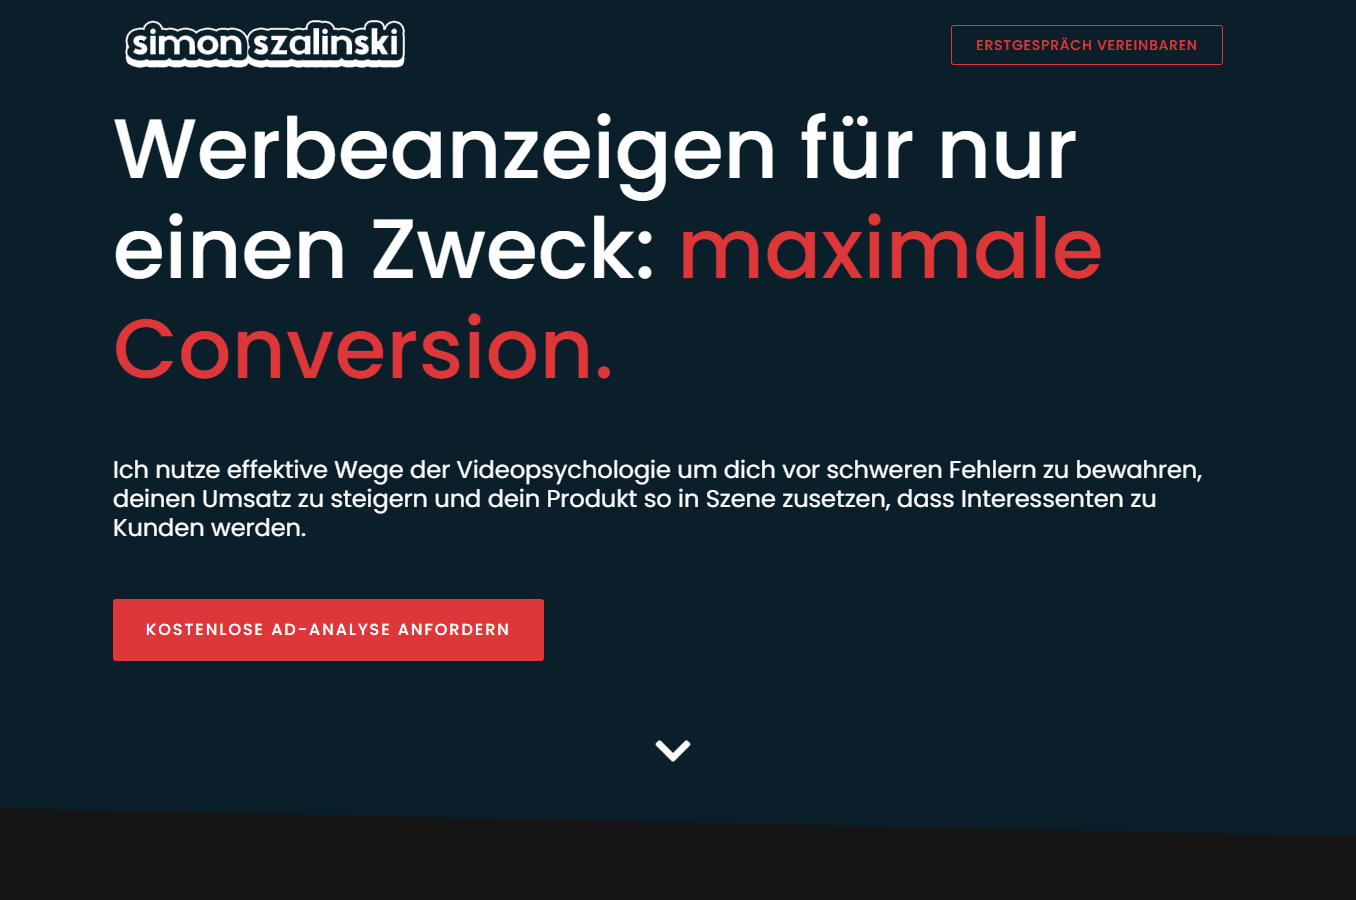 simon szalinski
ERSTGESPRÄCH VEREINBAREN
Werbeanzeigen für nur
einen Zweck: maximale
Conversion.
Ich nutze effektive Wege der Videopsychologie um dich vor schweren Fehlern zu bewahren,
deinen Umsatz zu steigern und dein Produkt so in Szene zusetzen, dass Interessenten zu
Kunden werden.
KOSTENLOSE AD-ANALYSE ANFORDERN